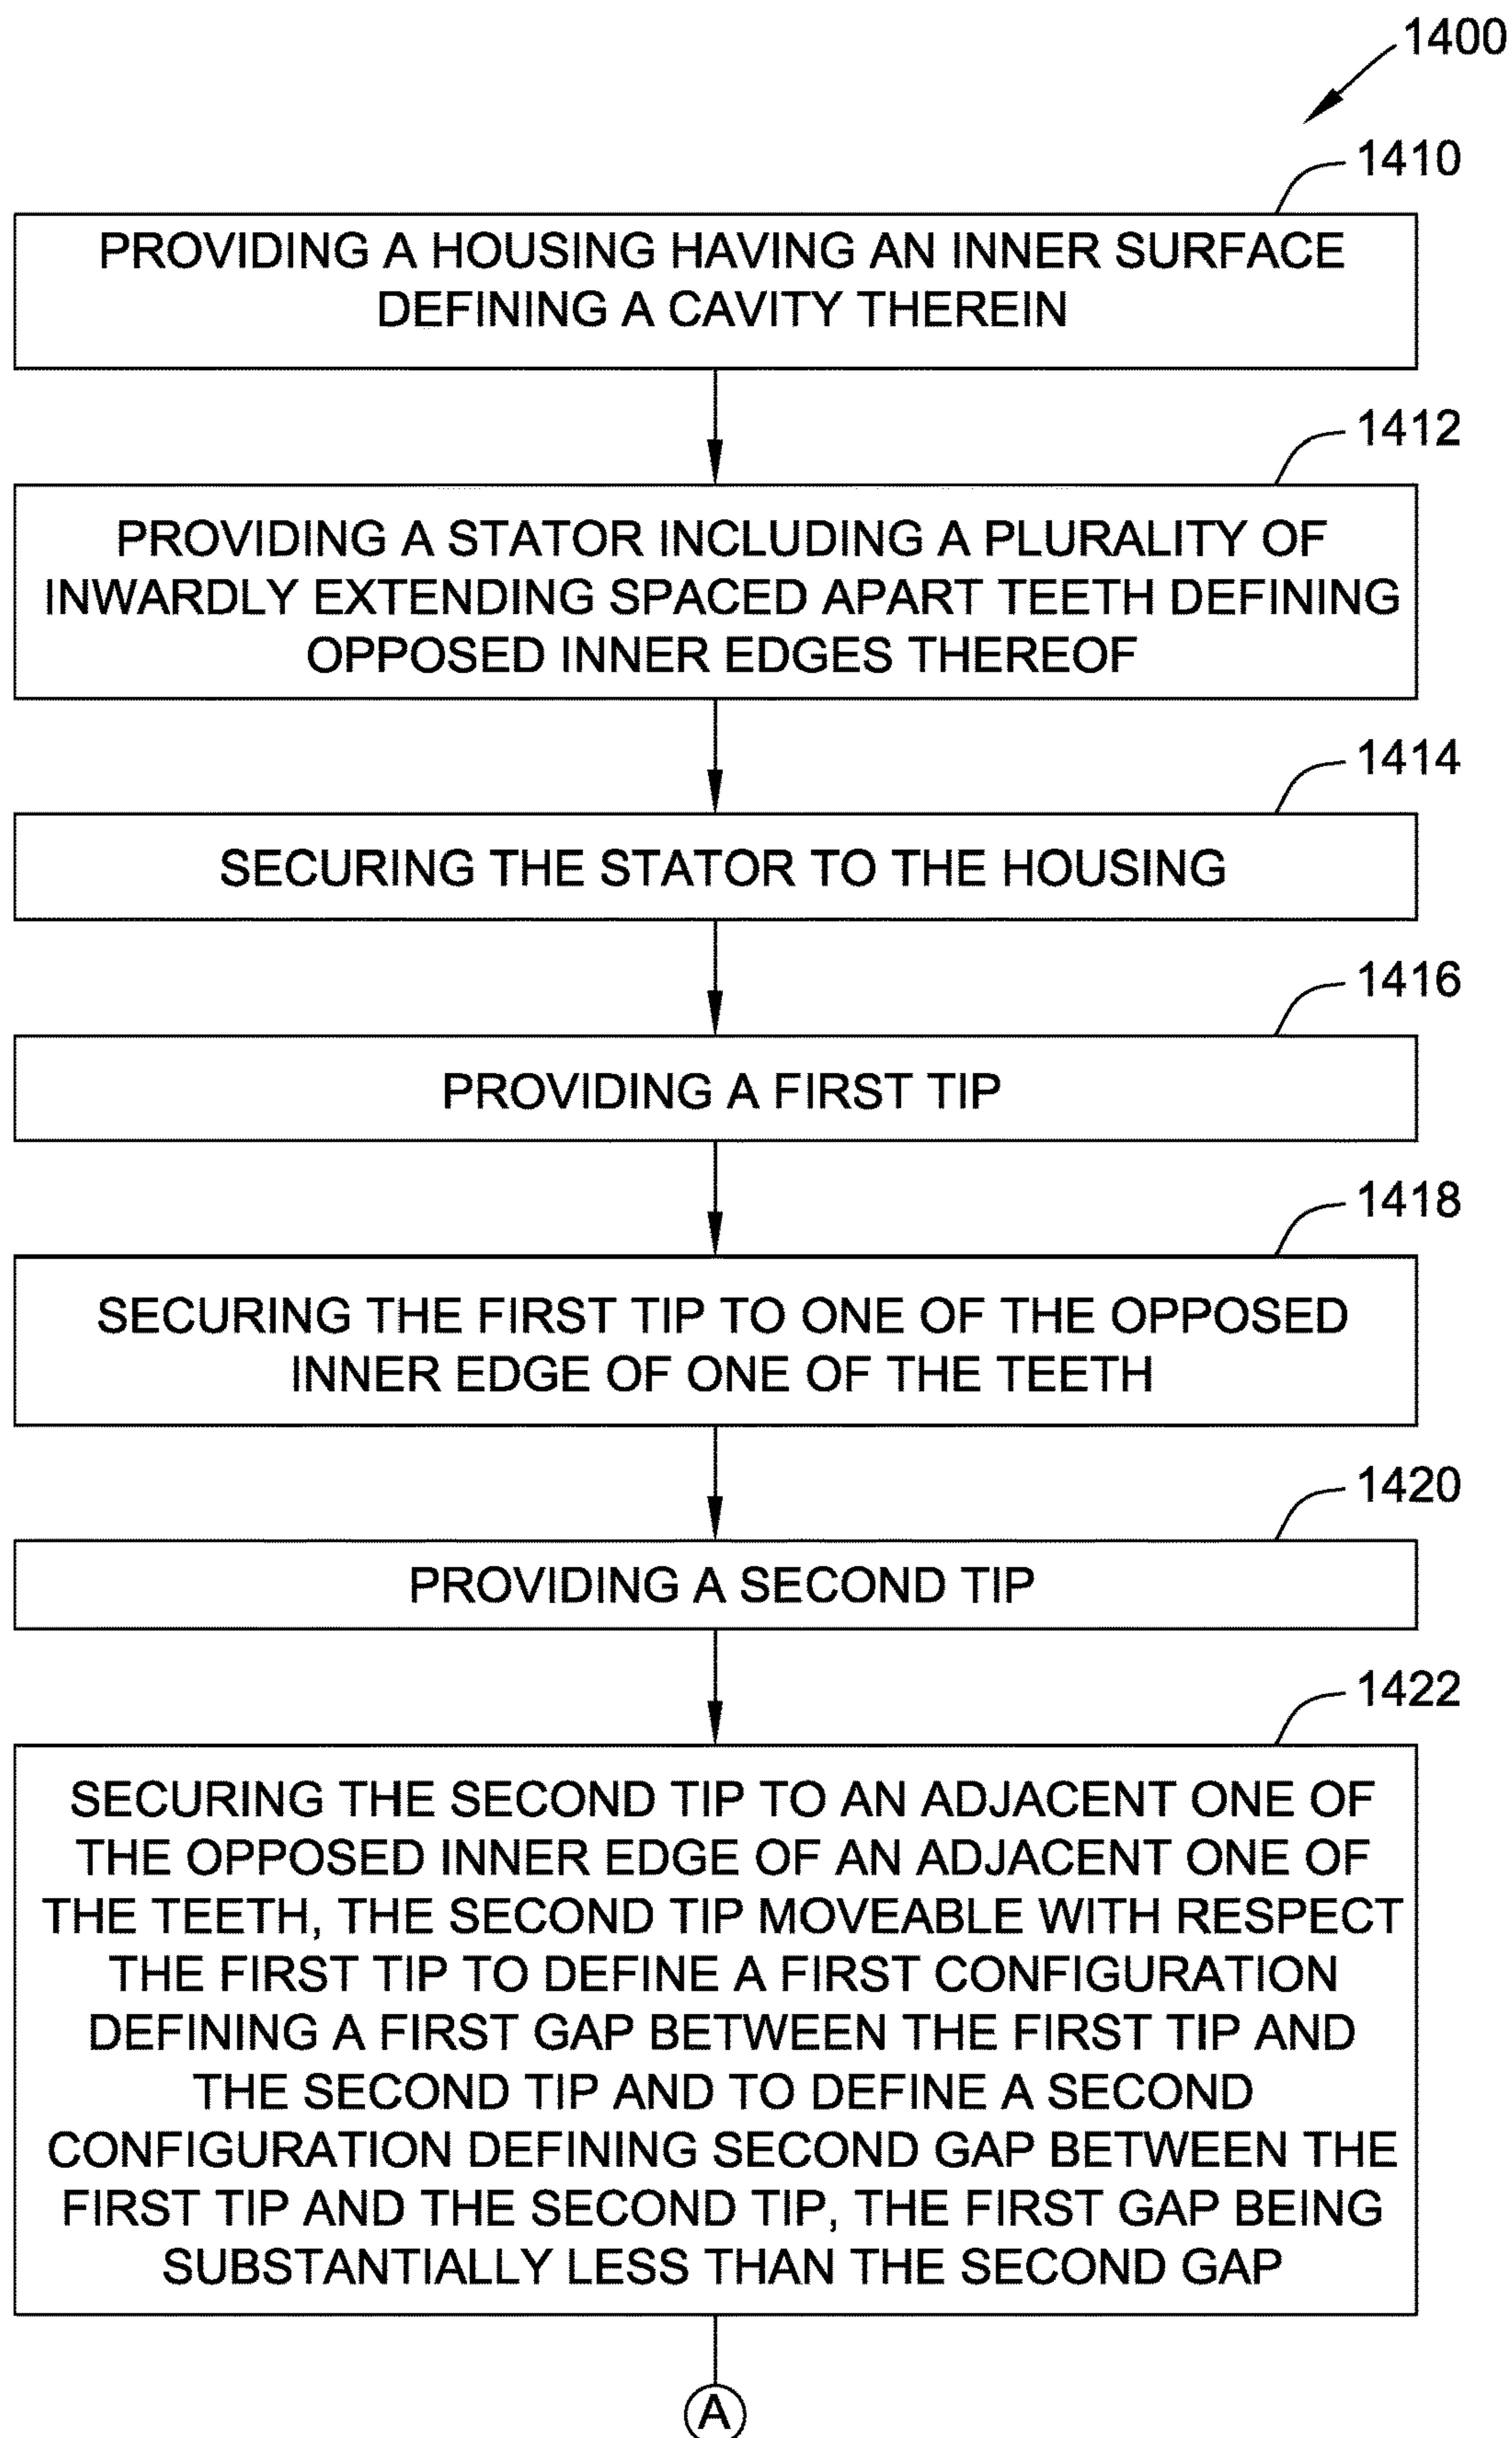 1400
1410
PROVIDING A HOUSING HAVING AN INNER SURFACE
DEFINING A CAVITY THEREIN
1412
PROVIDING A STATOR INCLUDING A PLURALITY OF
INWARDLY EXTENDING SPACED APART TEETH DEFINING
OPPOSED INNER EDGES THEREOF
1414
SECURING THE STATOR TO THE HOUSING
1416
PROVIDING A FIRST TIP
1418
SECURING THE FIRST TIP TO ONE OF THE OPPOSED
INNER EDGE OF ONE OF THE TEETH
1420
PROVIDING A SECOND TIP
1422
SECURING THE SECOND TIP TO AN ADJACENT ONE OF
THE OPPOSED INNER EDGE OF AN ADJACENT ONE OF
THE TEETH, THE SECOND TIP MOVEABLE WITH RESPECT
THE FIRST TIP TO DEFINE A FIRST CONFIGURATION
DEFINING A FIRST GAP BETWEEN THE FIRST TIP AND
THE SECOND TIP AND TO DEFINE A SECOND
CONFIGURATION DEFINING SECOND GAP BETWEEN THE
FIRST TIP AND THE SECOND TIP, THE FIRST GAP BEING
SUBSTANTIALLY LESS THAN THE SECOND GAP
A